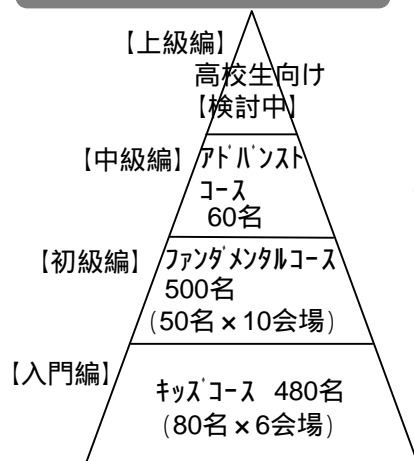 【上級編】
高校生向け
【検討中】
【中級編】ｱﾄﾞﾊﾞﾝｽﾄ
ｺｰｽ
60名
【初級編】ﾌｧﾝﾀﾞﾒﾝﾀﾙｺｰｽ
500名
(50名×10会場)
【入門編】
ｷｯｽﾞｺｰｽ 480名
(80名×6会場)